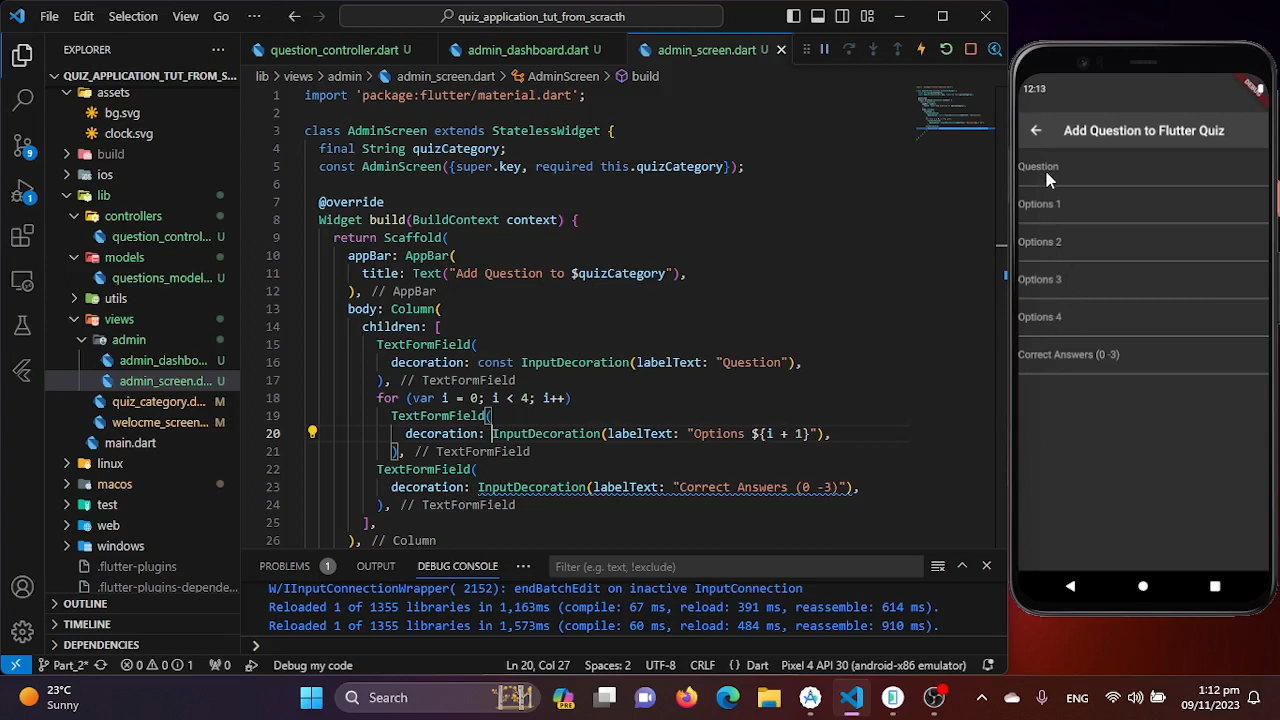 File
Edit
Selection
View
Go
quiz_application_tut_from_scracth
EXPLORER
question_controller.dart U
admin_dashboard.dart U
admin_screen.dart U
QUIZ_APPLICATION_TUT_FROM_S...
lib > views > admin > admin_screen.dart > AdminScreen > build
assets
bg.svg
clock.svg
build
ios
lib
controllers
question_control... U
models
questions_model... U
utils
views
admin
admin_dashbo... U
admin_screen.d... U
quiz_category.d... M
welocme_screen... M
main.dart
linux
macos
test
web
windows
.flutter-plugins
.flutter-plugins-depende...
OUTLINE
TIMELINE
DEPENDENCIES
9
1 import 'package:flutter/material.dart';
2
3 class AdminScreen extends StatelessWidget {
4 final String quizCategory;
5 const AdminScreen({super.key, required this.quizCategory});
6
7 @override
8 Widget build(BuildContext context) {
9 return Scaffold(
10 appBar: AppBar(
11 title: Text("Add Question to $quizCategory"),
12 ), // AppBar
13 body: Column(
14 children: [
15 TextFormField(
16 decoration: const InputDecoration(labelText: "Question"),
17 ), // TextFormField
18 for (var i = 0; i < 4; i++)
19 TextFormField(
20 decoration: InputDecoration(labelText: "Options ${i + 1}"),
21 ), // TextFormField
22 TextFormField(
23 decoration: InputDecoration(labelText: "Correct Answers (0 -3)"),
24 ), // TextFormField
25 ],
26 ), // Column
PROBLEMS 1
OUTPUT
DEBUG CONSOLE
Filter (e.g. text, !exclude)
W/IInputConnectionWrapper( 2152): endBatchEdit on inactive InputConnection
Reloaded 1 of 1355 libraries in 1,163ms (compile: 67 ms, reload: 391 ms, reassemble: 614 ms).
Reloaded 1 of 1355 libraries in 1,573ms (compile: 60 ms, reload: 484 ms, reassemble: 910 ms).
Part_2*
0 0 1
0
Debug my code
Ln 20, Col 27
Spaces: 2
UTF-8
CRLF
{ } Dart
Pixel 4 API 30 (android-x86 emulator)
12:13
Add Question to Flutter Quiz
Question
Options 1
Options 2
Options 3
Options 4
Correct Answers (0 -3)
23°C
Sunny
Search
PRE
ENG
1:12 pm
09/11/2023